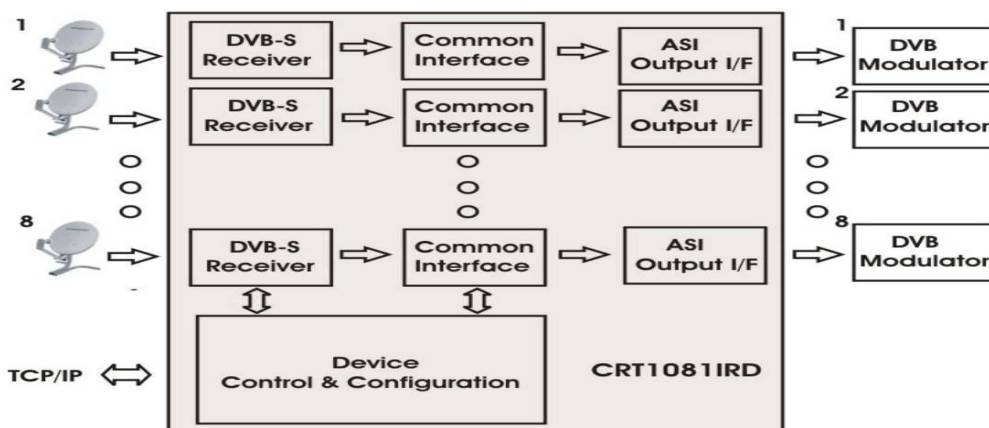 1
DVB-S
Receiver
Common
Interface
ASI
Output I/F
1
DVB
Modulator
2
DVB-S
Receiver
Common
Interface
ASI
Output I/F
2
DVB
Modulator
8
DVB-S
Receiver
Common
Interface
ASI
Output I/F
8
DVB
Modulator
TCP/IP
Device
Control & Configuration
CRT1081IRD